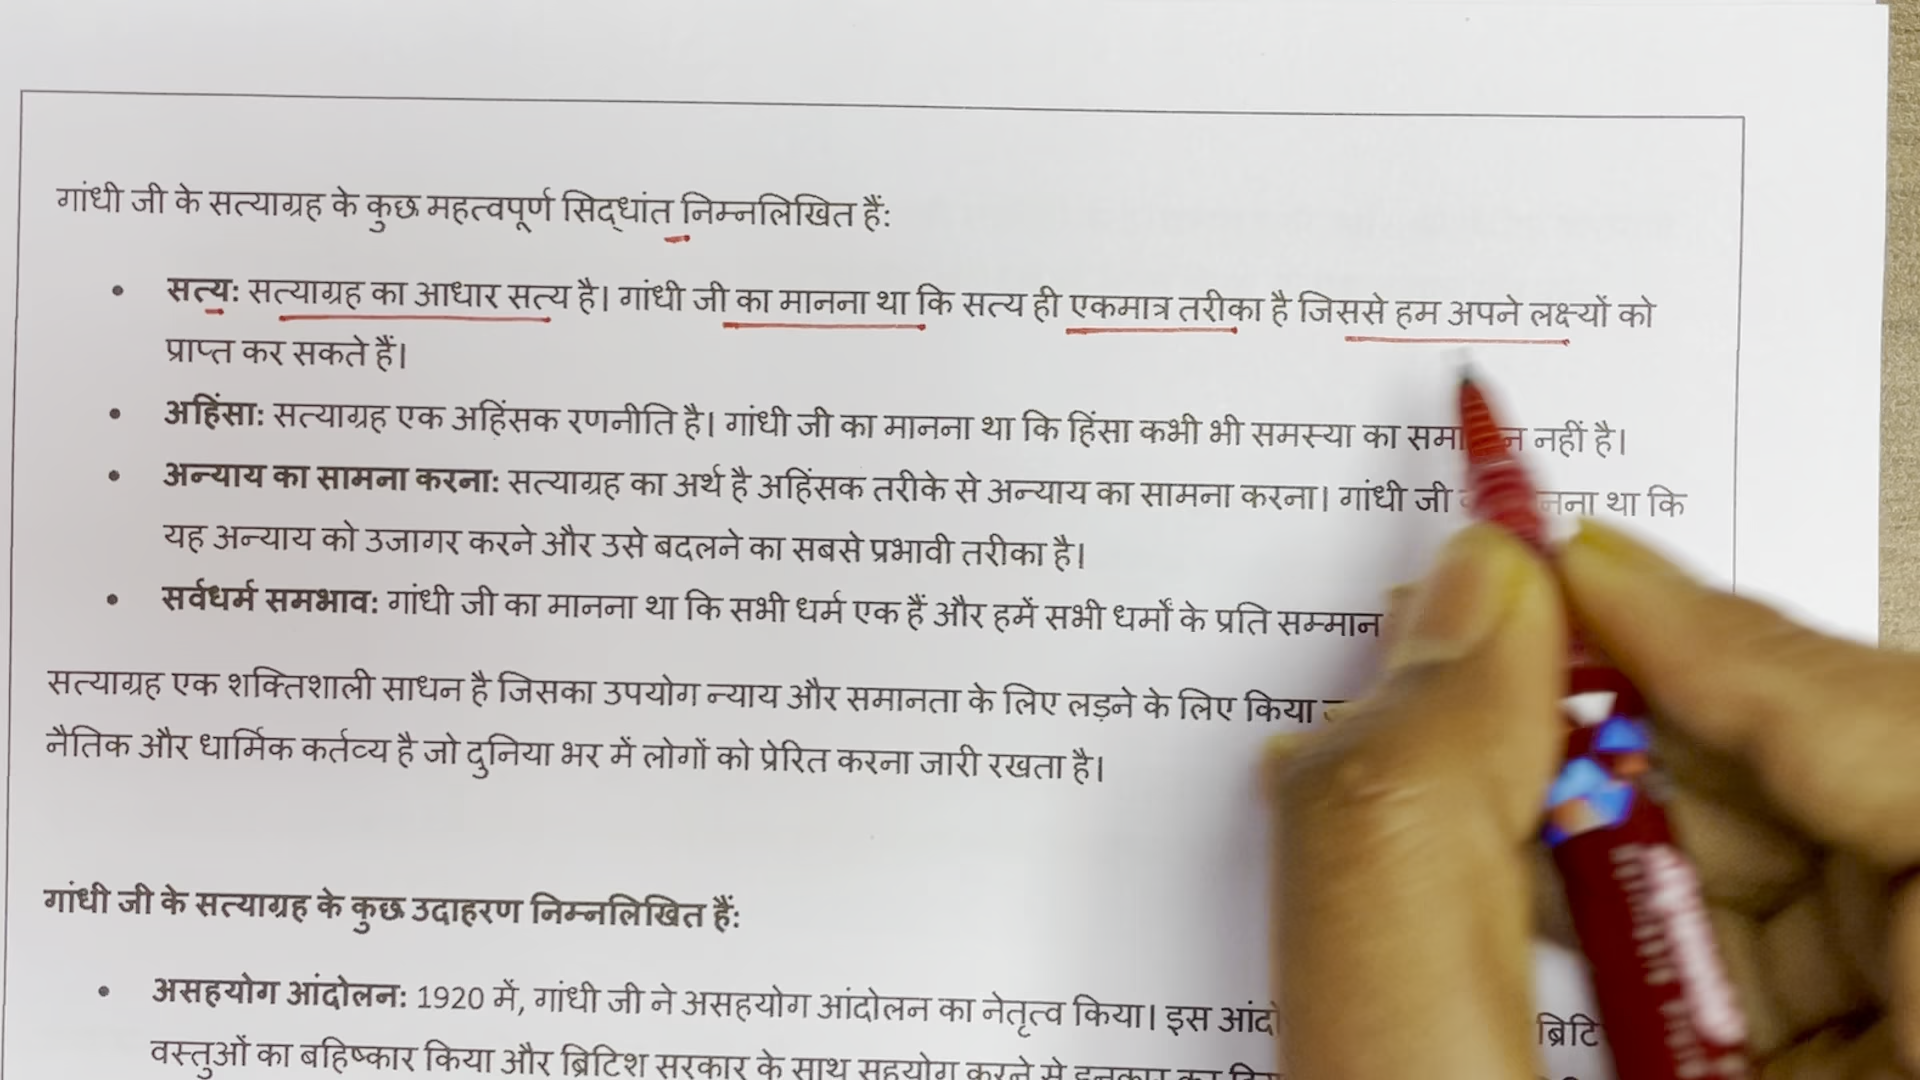 गांधी जी के सत्याग्रह के कुछ महत्वपूर्ण सिद्धांत निम्नलिखित हैं:
• सत्य: सत्याग्रह का आधार सत्य है। गांधी जी का मानना था कि सत्य ही एकमात्र तरीका है जिससे हम अपने लक्ष्यों को
प्राप्त कर सकते हैं।
• अहिंसा: सत्याग्रह एक अहिंसक रणनीति है। गांधी जी का मानना था कि हिंसा कभी भी समस्या का नहीं है।
• अन्याय का सामना करना: सत्याग्रह का अर्थ है अहिंसक तरीके से अन्याय का सामना करना। गांधी जी था कि
यह अन्याय को उजागर करने और उसे बदलने का सबसे प्रभावी तरीका है।
• सर्वधर्म समभाव: गांधी जी का मानना था कि सभी धर्म एक हैं और हमें सभी धर्मों के प्रति सम्मान
सत्याग्रह एक शक्तिशाली साधन है जिसका उपयोग न्याय और समानता के लिए लड़ने के लिए किया
नैतिक और धार्मिक कर्तव्य है जो दुनिया भर में लोगों को प्रेरित करना जारी रखता है।
गांधी जी के सत्याग्रह के कुछ उदाहरण निम्नलिखित हैं:
• असहयोग आंदोलन: 1920 में, गांधी जी ने असहयोग आंदोलन का नेतृत्व किया। इस
वस्तुओं का बहिष्कार किया और ब्रिटिश सरकार के साथ सहयोग करने से